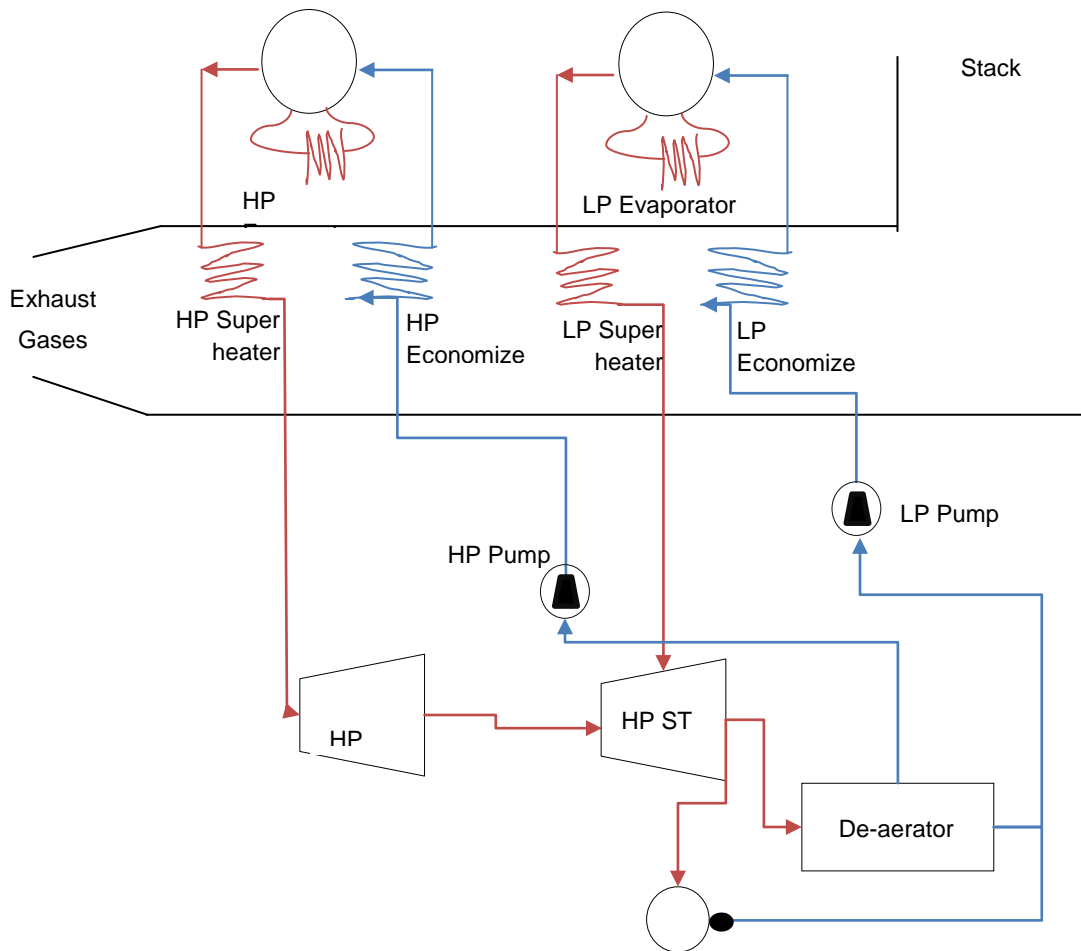 Stack
HP
LP Evaporator
Exhaust
Gases
HP Super
heater
HP
Economize
LP Super
heater
LP
Economize
LP Pump
HP Pump
HP
HP ST
De-aerator